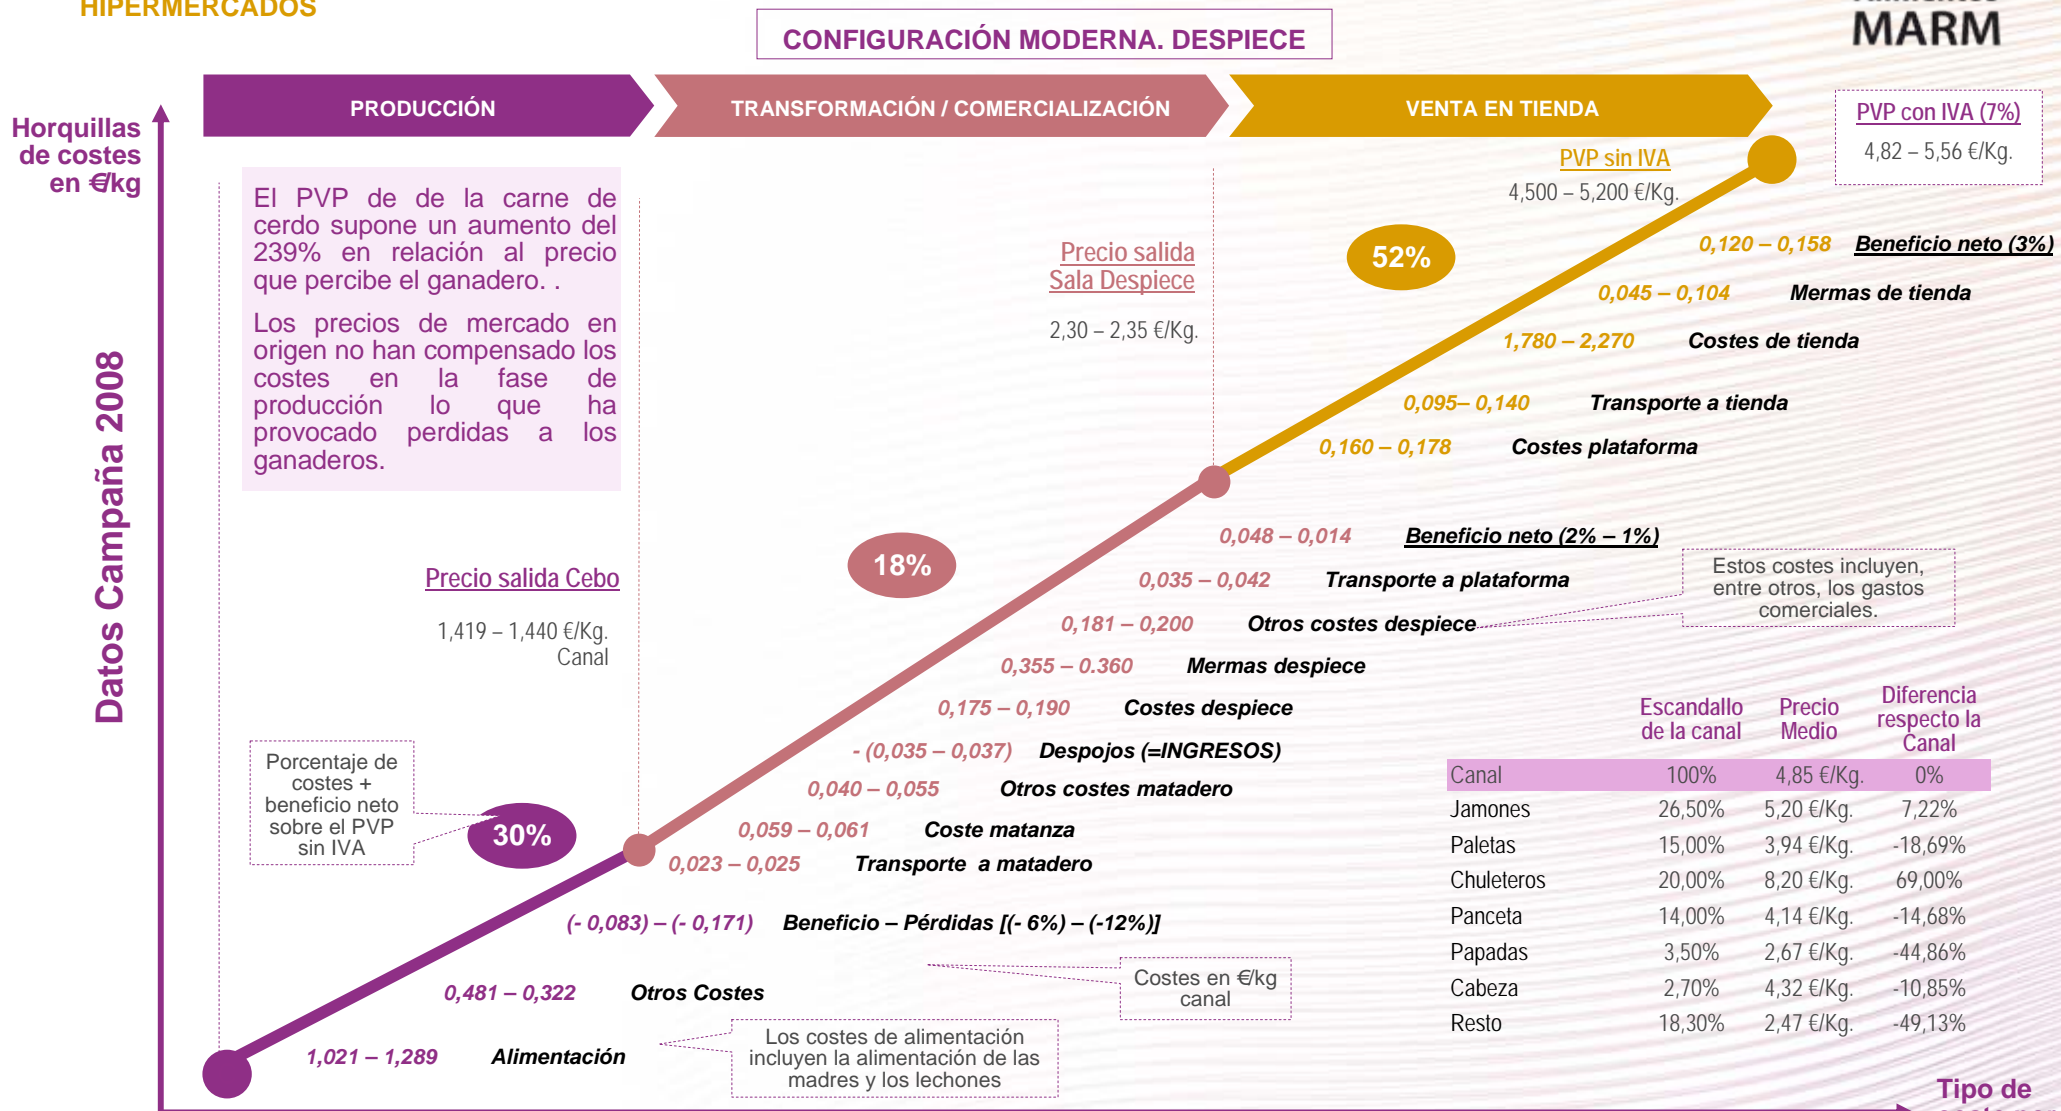 HIPERMERCADOS
MARM
CONFIGURACIÓN MODERNA. DESPIECE
PRODUCCIÓN
TRANSFORMACIÓN / COMERCIALIZACIÓN
VENTA EN TIENDA
Horquillas
de costes
en €/kg
Datos Campaña 2008
El PVP de de la carne de
cerdo supone un aumento del
239% en relación al precio
que percibe el ganadero. .
Los precios de mercado en
origen no han compensado los
costes en la fase de
producción lo que ha
provocado perdidas a los
ganaderos.
PVP con IVA (7%)
4,82 – 5,56 €/Kg.
PVP sin IVA
4,500 – 5,200 €/Kg.
52%
0,120 – 0,158 Beneficio neto (3%)
0,045 – 0,104 Mermas de tienda
1,780 – 2,270 Costes de tienda
0,095– 0,140 Transporte a tienda
0,160 – 0,178 Costes plataforma
Precio salida
Sala Despiece
2,30 – 2,35 €/Kg.
18%
0,048 – 0,014 Beneficio neto (2% – 1%)
0,035 – 0,042 Transporte a plataforma
0,181 – 0,200 Otros costes despiece
Estos costes incluyen,
entre otros, los gastos
comerciales.
0,355 – 0.360 Mermas despiece
0,175 – 0,190 Costes despiece
- (0,035 – 0,037) Despojos (=INGRESOS)
0,040 – 0,055 Otros costes matadero
0,059 – 0,061 Coste matanza
0,023 – 0,025 Transporte a matadero
Precio salida Cebo
1,419 – 1,440 €/Kg.
Canal
Porcentaje de
costes +
beneficio neto
sobre el PVP
sin IVA
30%
(- 0,083) – (- 0,171) Beneficio – Pérdidas [(- 6%) – (-12%)]
0,481 – 0,322 Otros Costes
Costes en €/kg
canal
1,021 – 1,289 Alimentación
Los costes de alimentación
incluyen la alimentación de las
madres y los lechones
Escandallo de la canal Precio Medio Diferencia respecto la Canal
Canal 100% 4,85 €/Kg. 0%
Jamones 26,50% 5,20 €/Kg. 7,22%
Paletas 15,00% 3,94 €/Kg. -18,69%
Chuleteros 20,00% 8,20 €/Kg. 69,00%
Panceta 14,00% 4,14 €/Kg. -14,68%
Papadas 3,50% 2,67 €/Kg. -44,86%
Cabeza 2,70% 4,32 €/Kg. -10,85%
Resto 18,30% 2,47 €/Kg. -49,13%
Tipo de